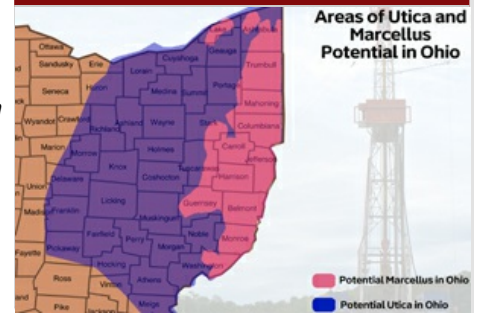 Areas of Utica and
Marcellus
Potential in Ohio
Lake
Ashtabula
Ottawa
Sandusky
Erie
Lorain
Cuyahoga
Geauga
Trumbull
Seneca
Huron
Medina
Summit
Portage
Mahoning
Wyandot
Crawford
Richland
Ashland
Wayne
Stark
Columbiana
Marion
Morrow
Holmes
Carroll
Jefferson
Union
Delaware
Knox
Coshocton
Tuscarawas
Harrison
Licking
Guernsey
Belmont
Franklin
Muskingum
Fairfield
Perry
Noble
Monroe
Pickaway
Morgan
Fayette
Hocking
Washington
Ross
Vinton
Athens
Pike
Jackson
Meigs
Potential Marcellus in Ohio
Potential Utica in Ohio